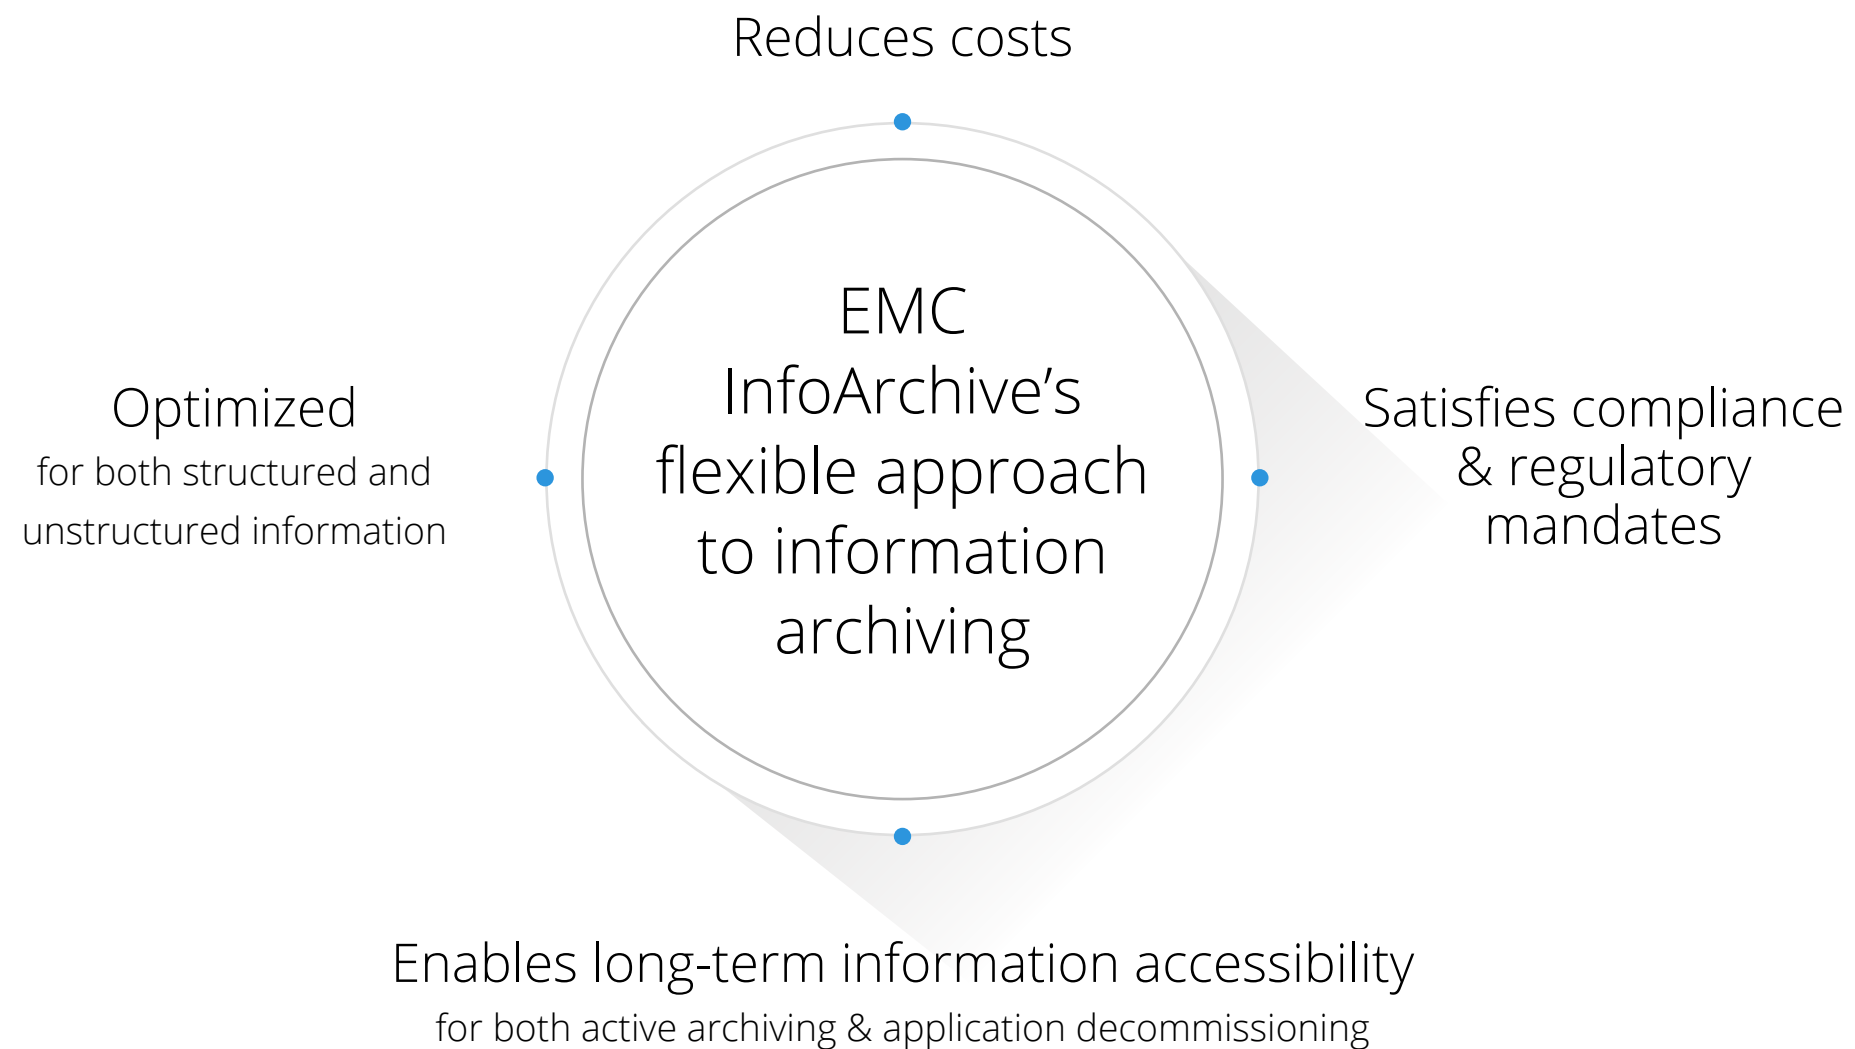 Reduces costs
EMC
InfoArchive’s
flexible approach
to information
archiving
Optimized
for both structured and
unstructured information
Satisfies compliance
& regulatory
mandates
Enables long-term information accessibility
for both active archiving & application decommissioning